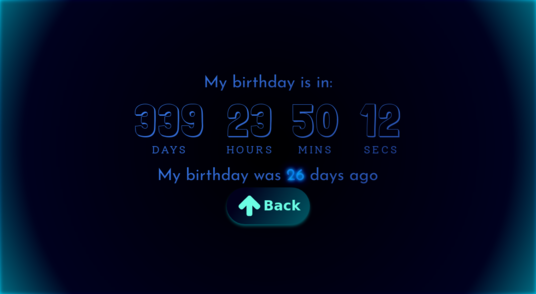 My birthday is in:
339 23 50 12
DAYS HOURS MINS SECS
My birthday was 26 days ago
Back